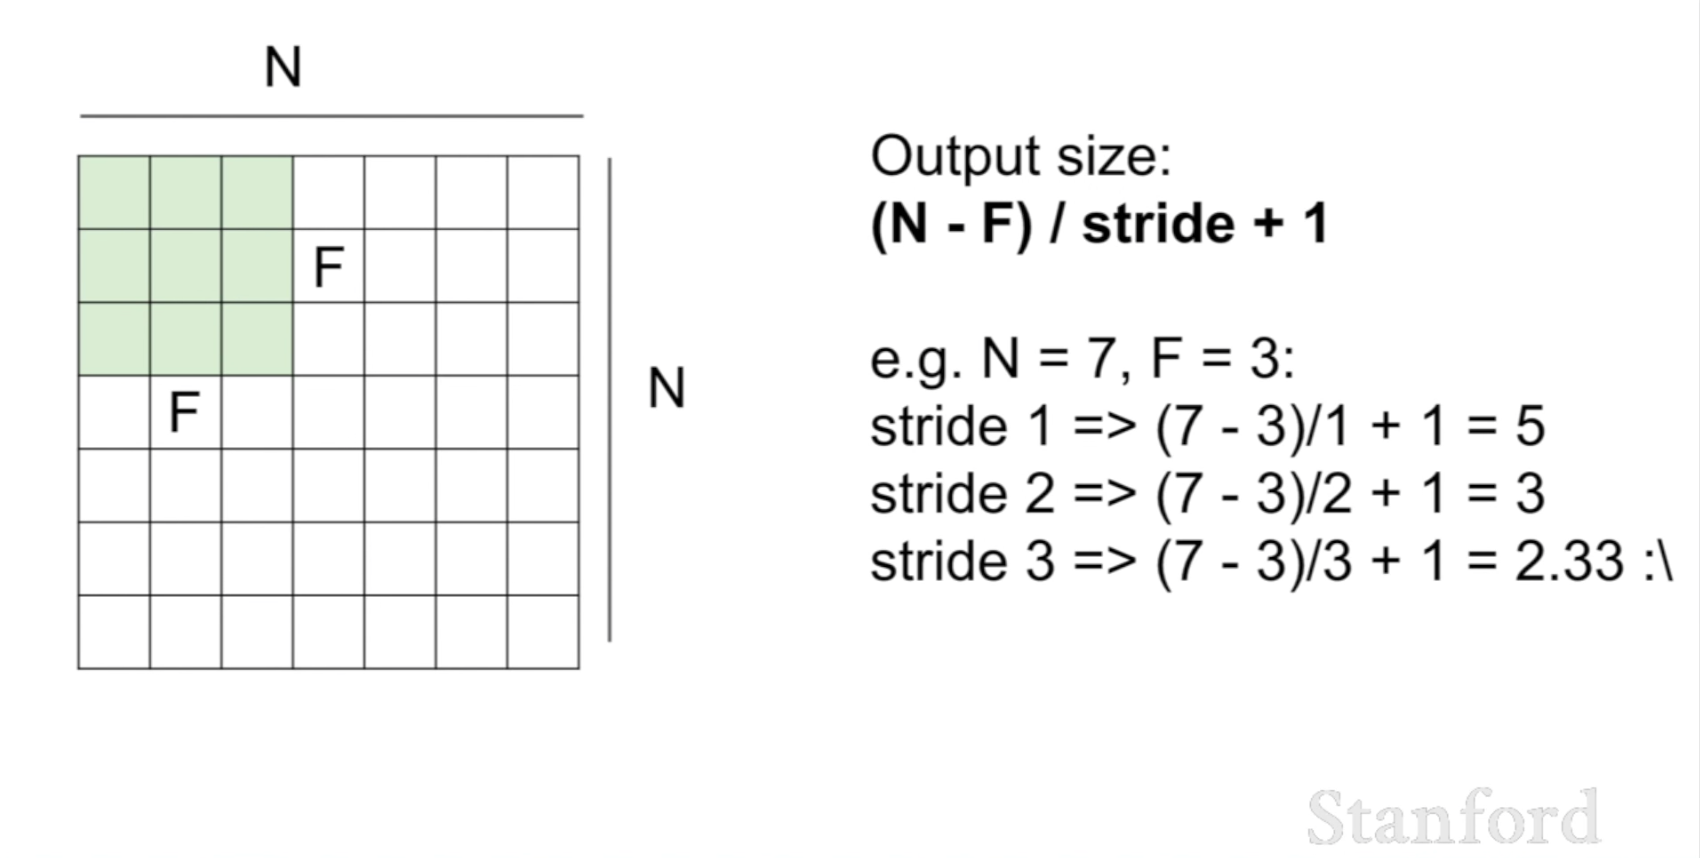 N
F
F
N
Output size:
(N - F) / stride + 1
e.g. N = 7, F = 3:
stride 1 => (7 - 3)/1 + 1 = 5
stride 2 => (7 - 3)/2 + 1 = 3
stride 3 => (7 - 3)/3 + 1 = 2.33 :\
Stanford